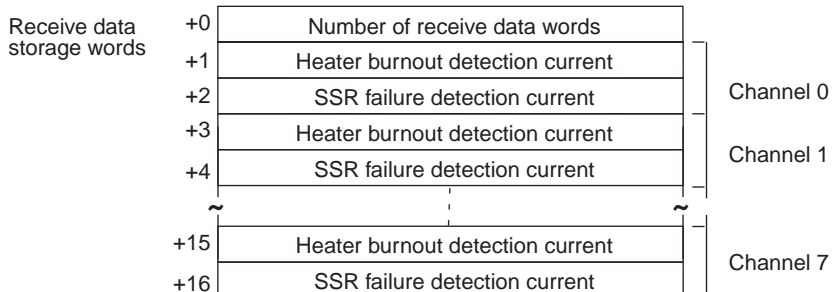 Receive data
storage words
+0 Number of receive data words
+1 Heater burnout detection current
+2 SSR failure detection current
Channel 0
+3 Heater burnout detection current
+4 SSR failure detection current
Channel 1
~ ~
+15 Heater burnout detection current
+16 SSR failure detection current
Channel 7